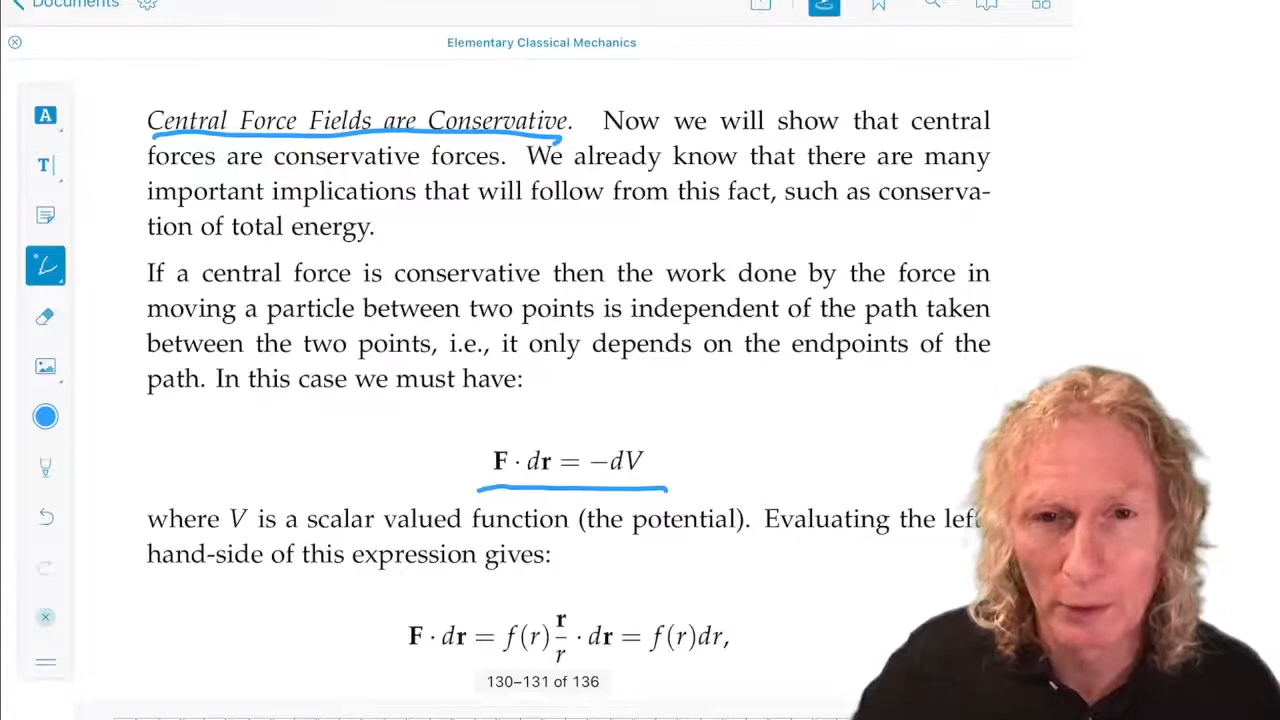 Documents
Elementary Classical Mechanics
Central Force Fields are Conservative. Now we will show that central
forces are conservative forces. We already know that there are many
important implications that will follow from this fact, such as conserva-
tion of total energy.
If a central force is conservative then the work done by the force in
moving a particle between two points is independent of the path taken
between the two points, i.e., it only depends on the endpoints of the
path. In this case we must have:
F · dr = −dV
where V is a scalar valued function (the potential). Evaluating the left
hand-side of this expression gives:
F · dr = f(r) r/r · dr = f(r)dr,
130–131 of 136
A
T